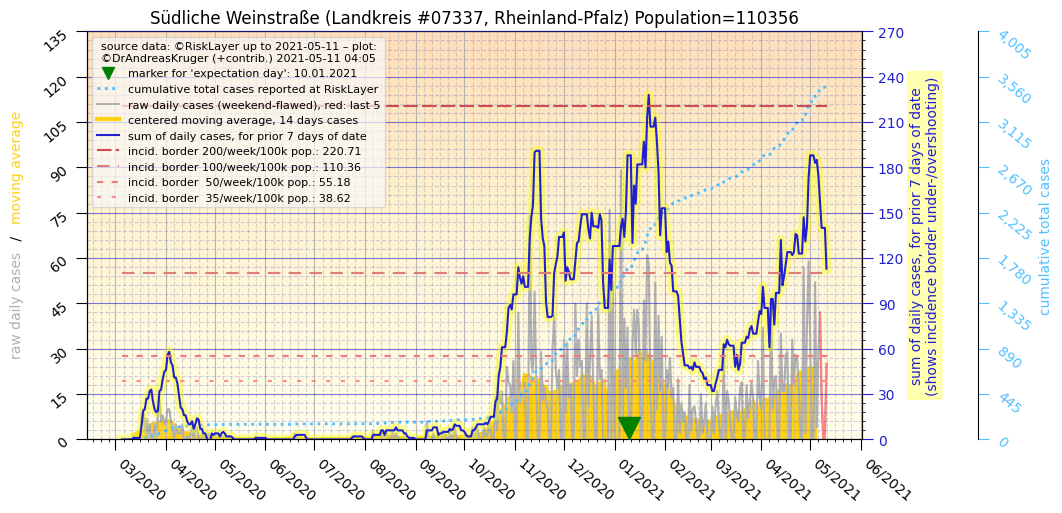 Südliche Weinstraße (Landkreis #07337, Rheinland-Pfalz) Population=110356
source data: ©RiskLayer up to 2021-05-11 – plot:
©DrAndreasKruger (+contrib.) 2021-05-11 04:05
marker for 'expectation day': 10.01.2021
cumulative total cases reported at RiskLayer
raw daily cases (weekend-flawed), red: last 5
centered moving average, 14 days cases
sum of daily cases, for prior 7 days of date
incid. border 200/week/100k pop.: 220.71
incid. border 100/week/100k pop.: 110.36
incid. border  50/week/100k pop.: 55.18
incid. border  35/week/100k pop.: 38.62
raw daily cases / moving average
135
120
105
90
75
60
45
30
15
0
270
240
210
180
150
120
90
60
30
0
sum of daily cases, for prior 7 days of date
(shows incidence border under-/overshooting)
4,005
3,560
3,115
2,670
2,225
1,780
1,335
890
445
0
cumulative total cases
03/2020
04/2020
05/2020
06/2020
07/2020
08/2020
09/2020
10/2020
11/2020
12/2020
01/2021
02/2021
03/2021
04/2021
05/2021
06/2021